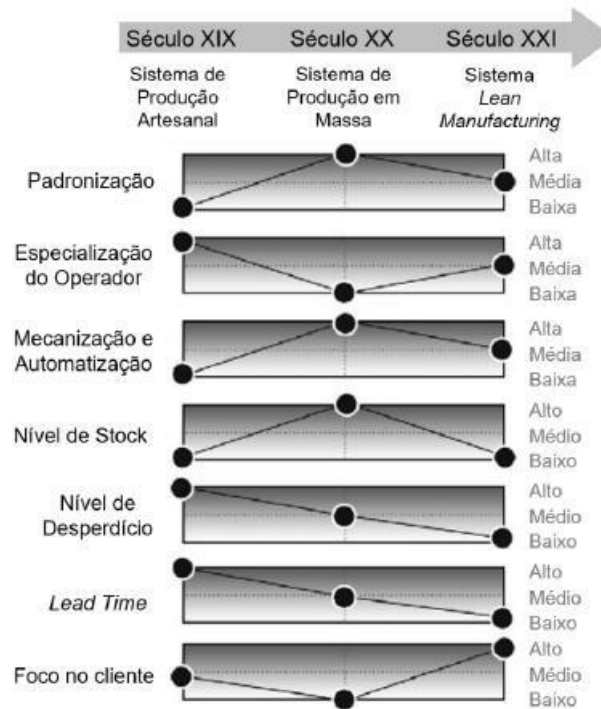 Século XIX Século XX Século XXI
Sistema de Produção Artesanal
Sistema de Produção em Massa
Sistema Lean Manufacturing
Padronização
Alta
Média
Baixa
Especialização do Operador
Alta
Média
Baixa
Mecanização e Automatização
Alta
Média
Baixa
Nível de Stock
Alto
Médio
Baixo
Nível de Desperdício
Alto
Médio
Baixo
Lead Time
Alto
Médio
Baixo
Foco no cliente
Alto
Médio
Baixo